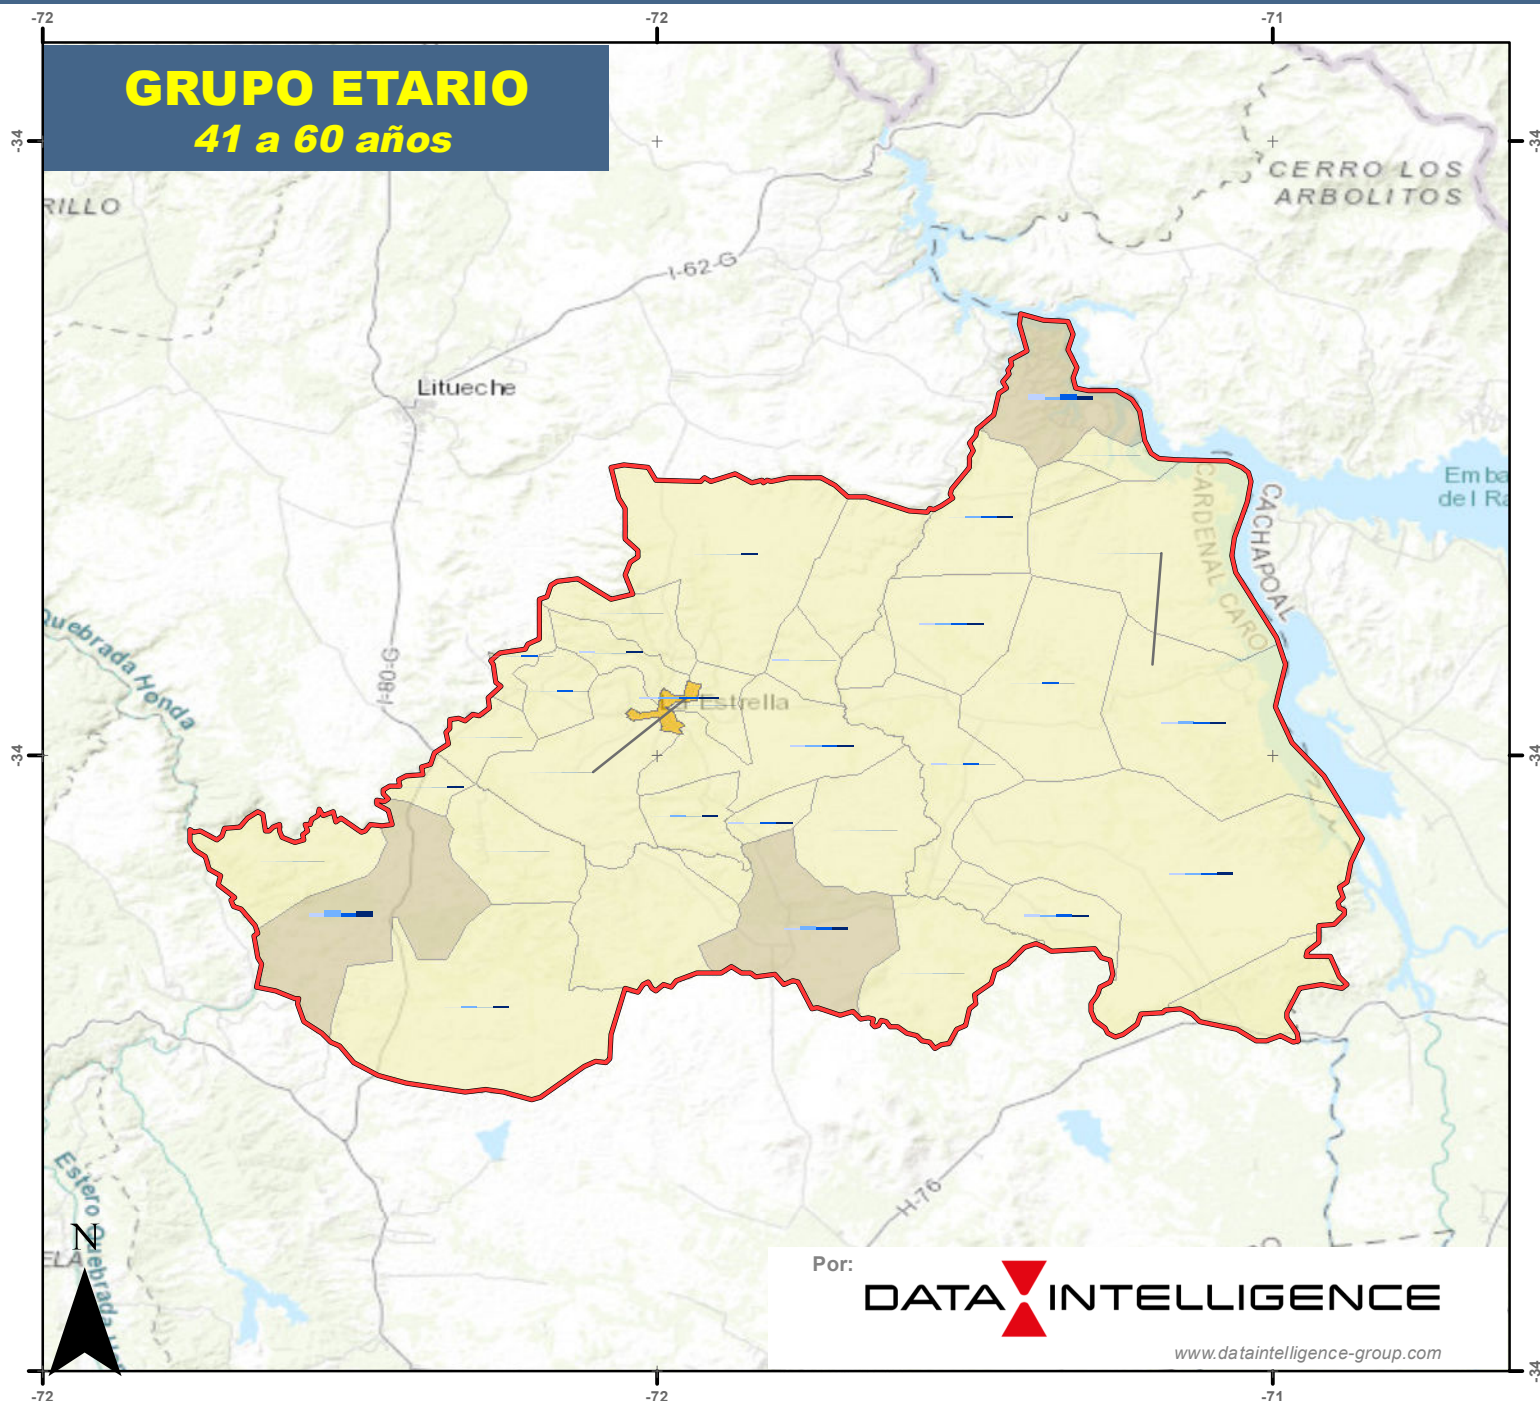 -72
-72
-71
GRUPO ETARIO
41 a 60 años
-34
-34
CERRO LOS
ARBOLITOS
RILLO
I-62-G
Litueche
Emba
del Ra
CACHAPOAL
CARDENAL CARO
Quebrada Honda
I-80-G
La Estrella
-34
-34
H-76
Estero Quebrada
N
ELA
Por:
DATA INTELLIGENCE
www.dataintelligence-group.com
-34
-72
-72
-71